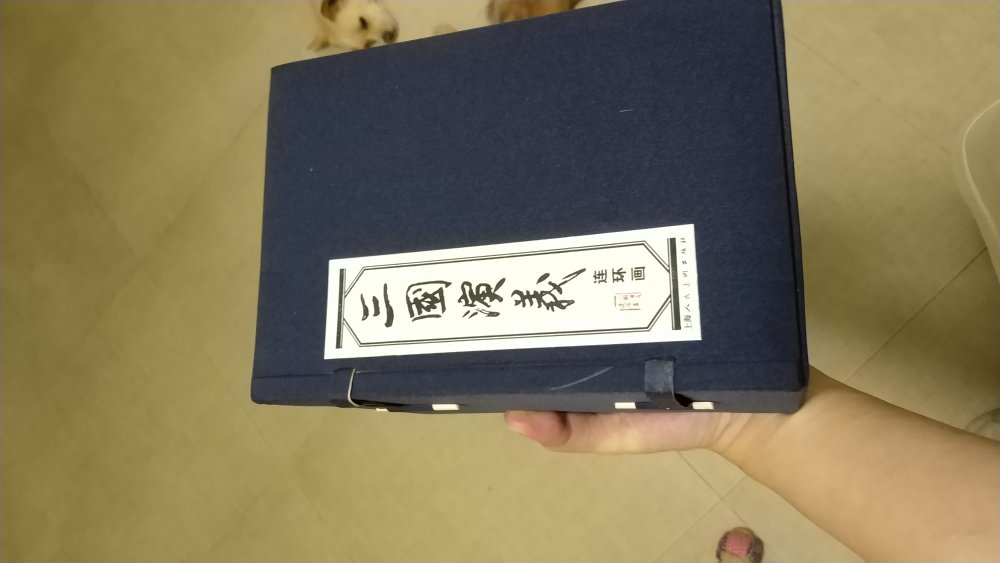 三國演義
连环画
上海人民美术出版社